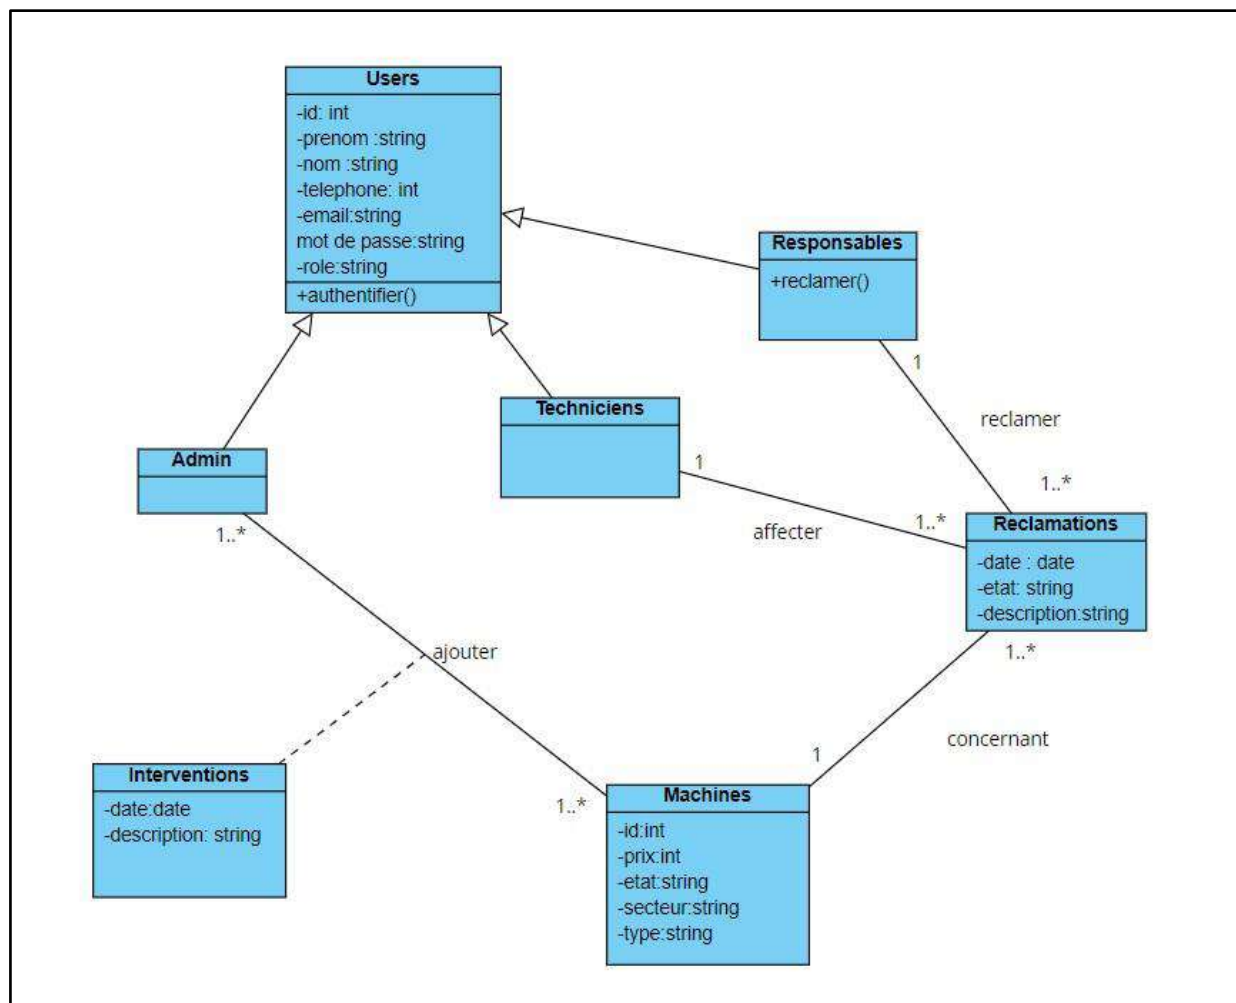 Users
-id: int
-prenom :string
-nom :string
-telephone: int
-email:string
mot de passe:string
-role:string
+authentifier()
Responsables
+reclamer()
1
reclamer
1..*
Techniciens
1
affecter
1..*
Admin
1..*
Reclamations
-date : date
-etat: string
-description:string
1..*
ajouter
concernant
1
Interventions
-date:date
-description: string
1..*
Machines
-id:int
-prix:int
-etat:string
-secteur:string
-type:string